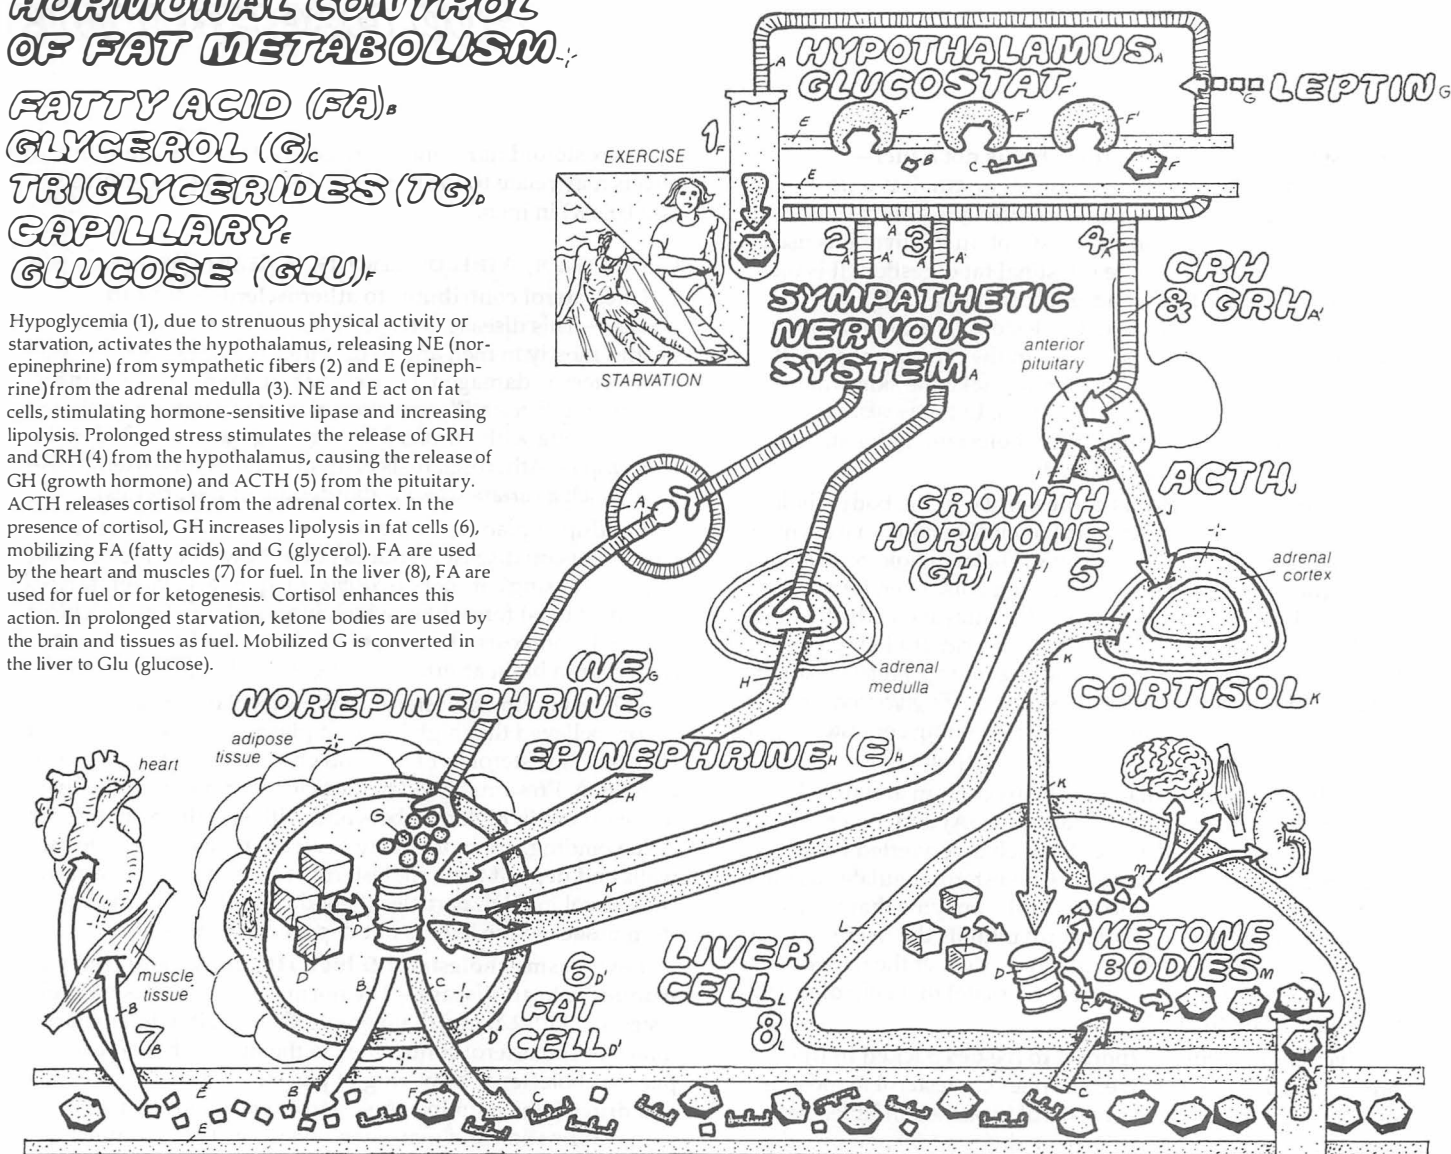 HORMONAL CONTROL
OF FAT METABOLISM
FATTY ACID (FA)B
GLYCEROL (G)C
TRIGLYCERIDES (TG)D
CAPILLARYE
GLUCOSE (GLU)F
Hypoglycemia (1), due to strenuous physical activity or
starvation, activates the hypothalamus, releasing NE (nor-
epinephrine) from sympathetic fibers (2) and E (epineph-
rine) from the adrenal medulla (3). NE and E act on fat
cells, stimulating hormone-sensitive lipase and increasing
lipolysis. Prolonged stress stimulates the release of GRH
and CRH (4) from the hypothalamus, causing the release of
GH (growth hormone) and ACTH (5) from the pituitary.
ACTH releases cortisol from the adrenal cortex. In the
presence of cortisol, GH increases lipolysis in fat cells (6),
mobilizing FA (fatty acids) and G (glycerol). FA are used
by the heart and muscles (7) for fuel. In the liver (8), FA are
used for fuel or for ketogenesis. Cortisol enhances this
action. In prolonged starvation, ketone bodies are used by
the brain and tissues as fuel. Mobilized G is converted in
the liver to Glu (glucose).
EXERCISE
STARVATION
1F
A
HYPOTHALAMUSA
GLUCOSTATF'
G
LEPTING
E
F'
F'
F'
B
C
F
E
F
A
2A'
3A'
4A'
A'
A'
SYMPATHETIC
NERVOUS
SYSTEMA
CRH
& GRHA'
anterior
pituitary
I
J
ACTHJ
GROWTH
HORMONEI
(GH)I
5
I
adrenal
cortex
A
adrenal
medulla
H
K
K
CORTISOLK
(NE)G
NOREPINEPHRINEG
EPINEPHRINEH (E)H
H
adipose
tissue
heart
muscle
tissue
B
7B
G
I
K
D
D
B
C
D'
6D'
FAT
CELLD'
LIVER
CELLL
8L
L
D
D
M
M
KETONE
BODIESM
F
C
F
E
E
B
F
C